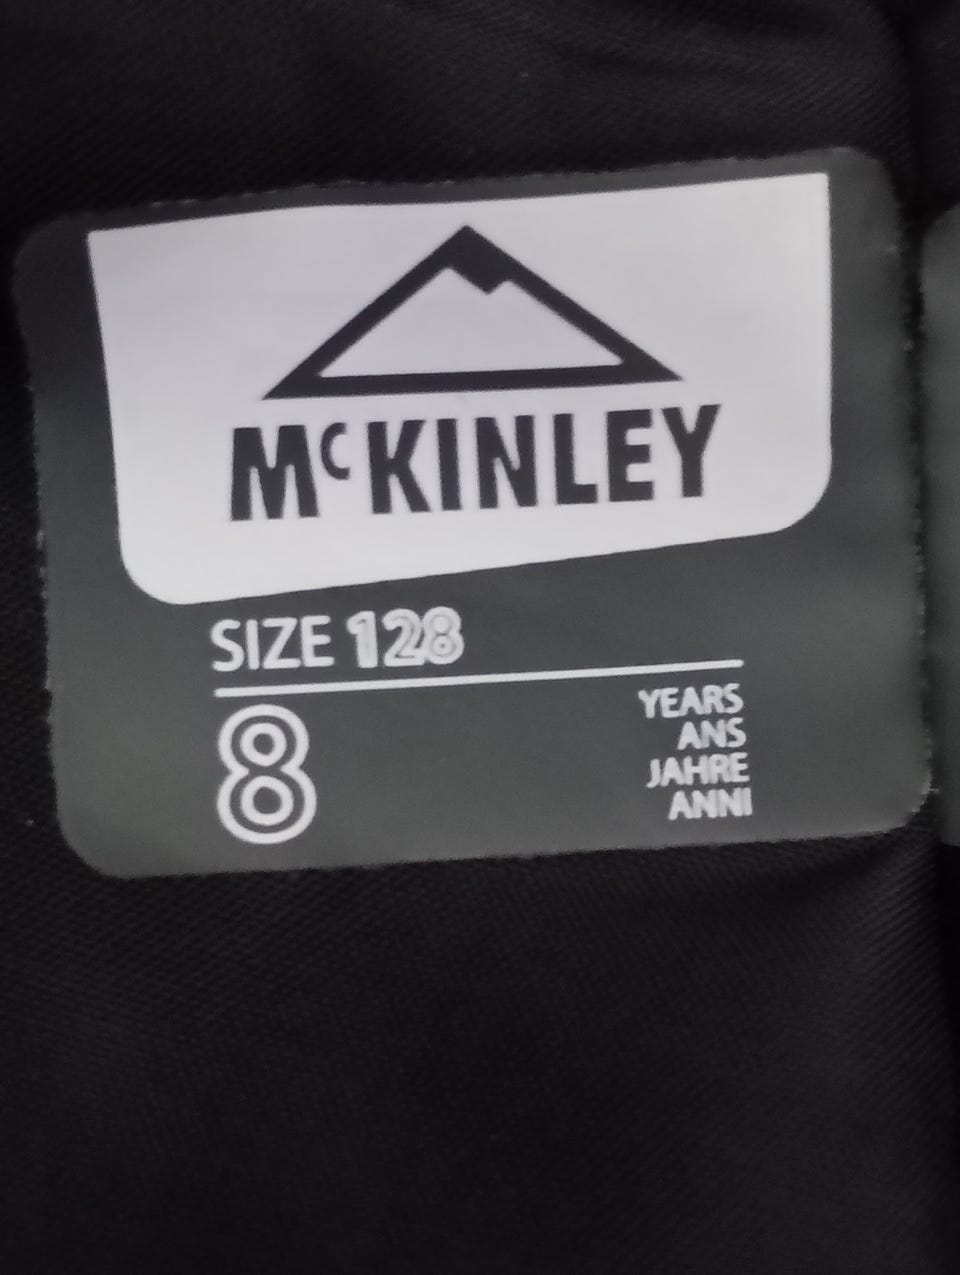 McKINLEY
SIZE 128
8
YEARS
ANS
JAHRE
ANNI